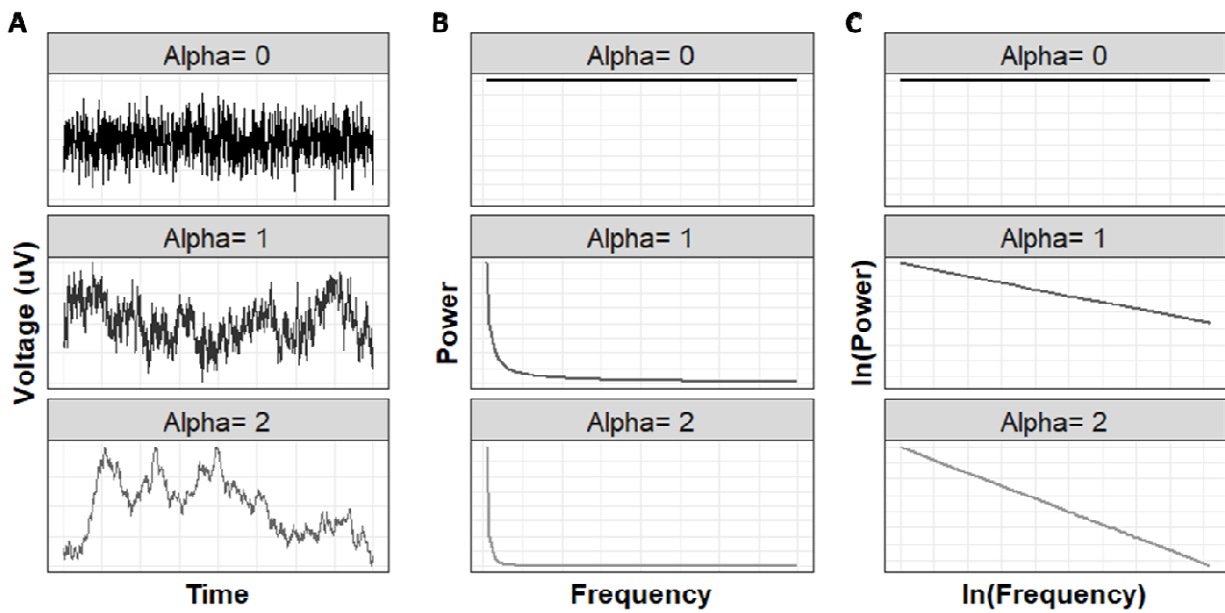 A
Alpha= 0
Alpha= 1
Alpha= 2
Voltage (uV)
Time
B
Alpha= 0
Alpha= 1
Alpha= 2
Power
Frequency
C
Alpha= 0
Alpha= 1
Alpha= 2
ln(Power)
ln(Frequency)